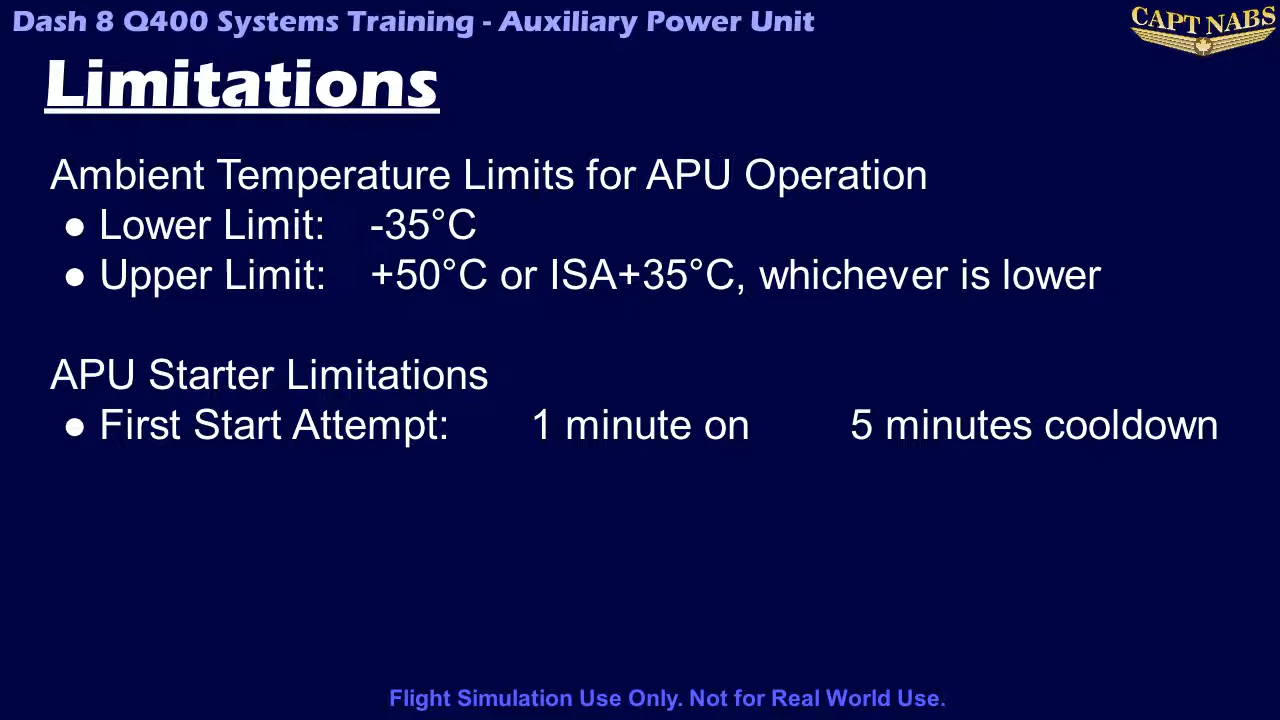 Dash 8 Q400 Systems Training - Auxiliary Power Unit
CAPT NABS
Limitations
Ambient Temperature Limits for APU Operation
● Lower Limit: -35°C
● Upper Limit: +50°C or ISA+35°C, whichever is lower
APU Starter Limitations
● First Start Attempt: 1 minute on 5 minutes cooldown
Flight Simulation Use Only. Not for Real World Use.